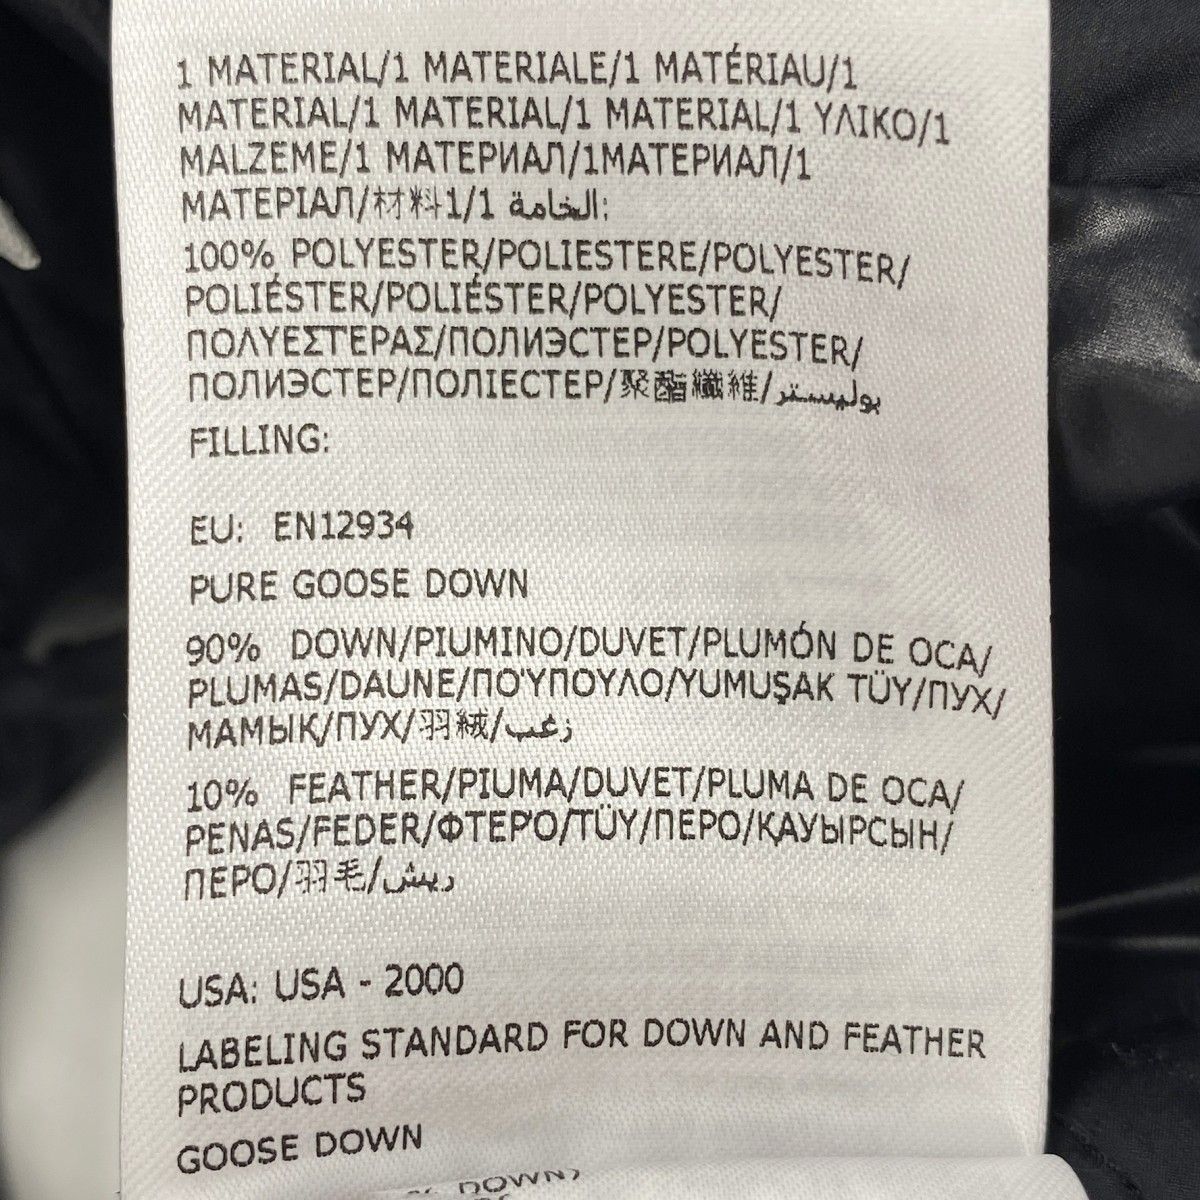 1 MATERIAL/1 MATERIALE/1 MATÉRIAU/1
MATERIAL/1 MATERIAL/1 MATERIAL/1 ΥΛΙΚΟ/1
MALZEME/1 МАТЕРИАЛ/1МАТЕРИАЛ/1
МАТЕРІАЛ/材料1/1 الخامة:
100% POLYESTER/POLIESTERE/POLYESTER/
POLIÉSTER/POLIÉSTER/POLYESTER/
ΠΟΛΥΕΣΤΕΡΑΣ/ПОЛИЭСТЕР/POLYESTER/
ПОЛИЭСТЕР/ПОЛІЕСТЕР/聚酯纖維/بوليستر
FILLING:
EU: EN12934
PURE GOOSE DOWN
90% DOWN/PIUMINO/DUVET/PLUMÓN DE OCA/
PLUMAS/DAUNE/ΠΟΎΠΟΥΛΟ/YUMUŞAK TÜY/ПУХ/
МАМЫҚ/ПУХ/羽絨/زغب
10% FEATHER/PIUMA/DUVET/PLUMA DE OCA/
PENAS/FEDER/ΦΤΕΡΌ/TÜY/ПЕРО/ҚАУЫРСЫН/
ПЕРО/羽毛/ريش
USA: USA - 2000
LABELING STANDARD FOR DOWN AND FEATHER
PRODUCTS
GOOSE DOWN
% DOWN/